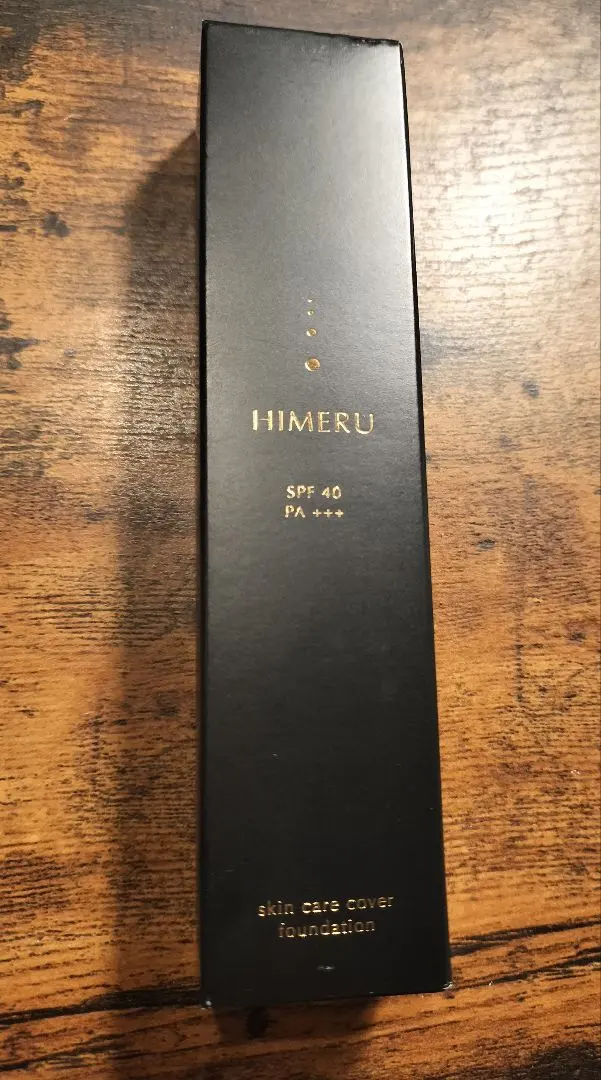 HIMERU
SPF 40
PA +++
skin care cover
foundation